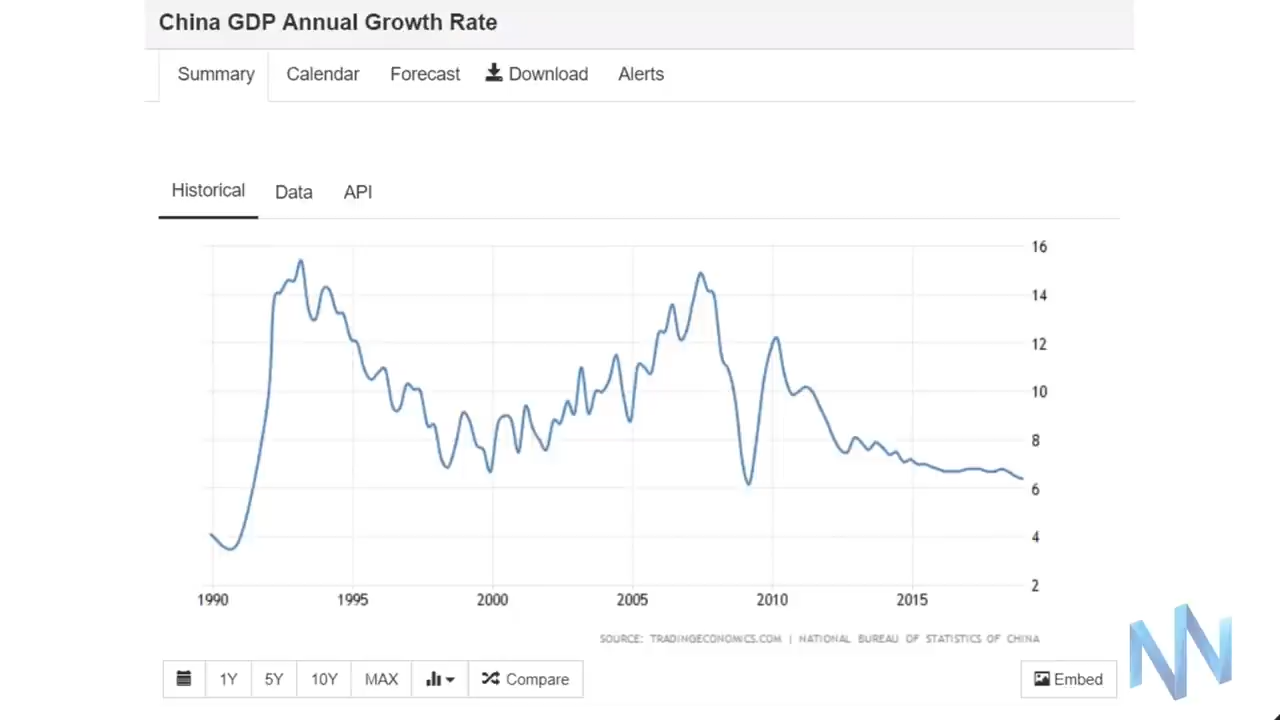 China GDP Annual Growth Rate
Summary Calendar Forecast Download Alerts
Historical Data API
16
14
12
10
8
6
4
2
1990 1995 2000 2005 2010 2015
SOURCE: TRADINGECONOMICS.COM | NATIONAL BUREAU OF STATISTICS OF CHINA
1Y 5Y 10Y MAX Compare Embed